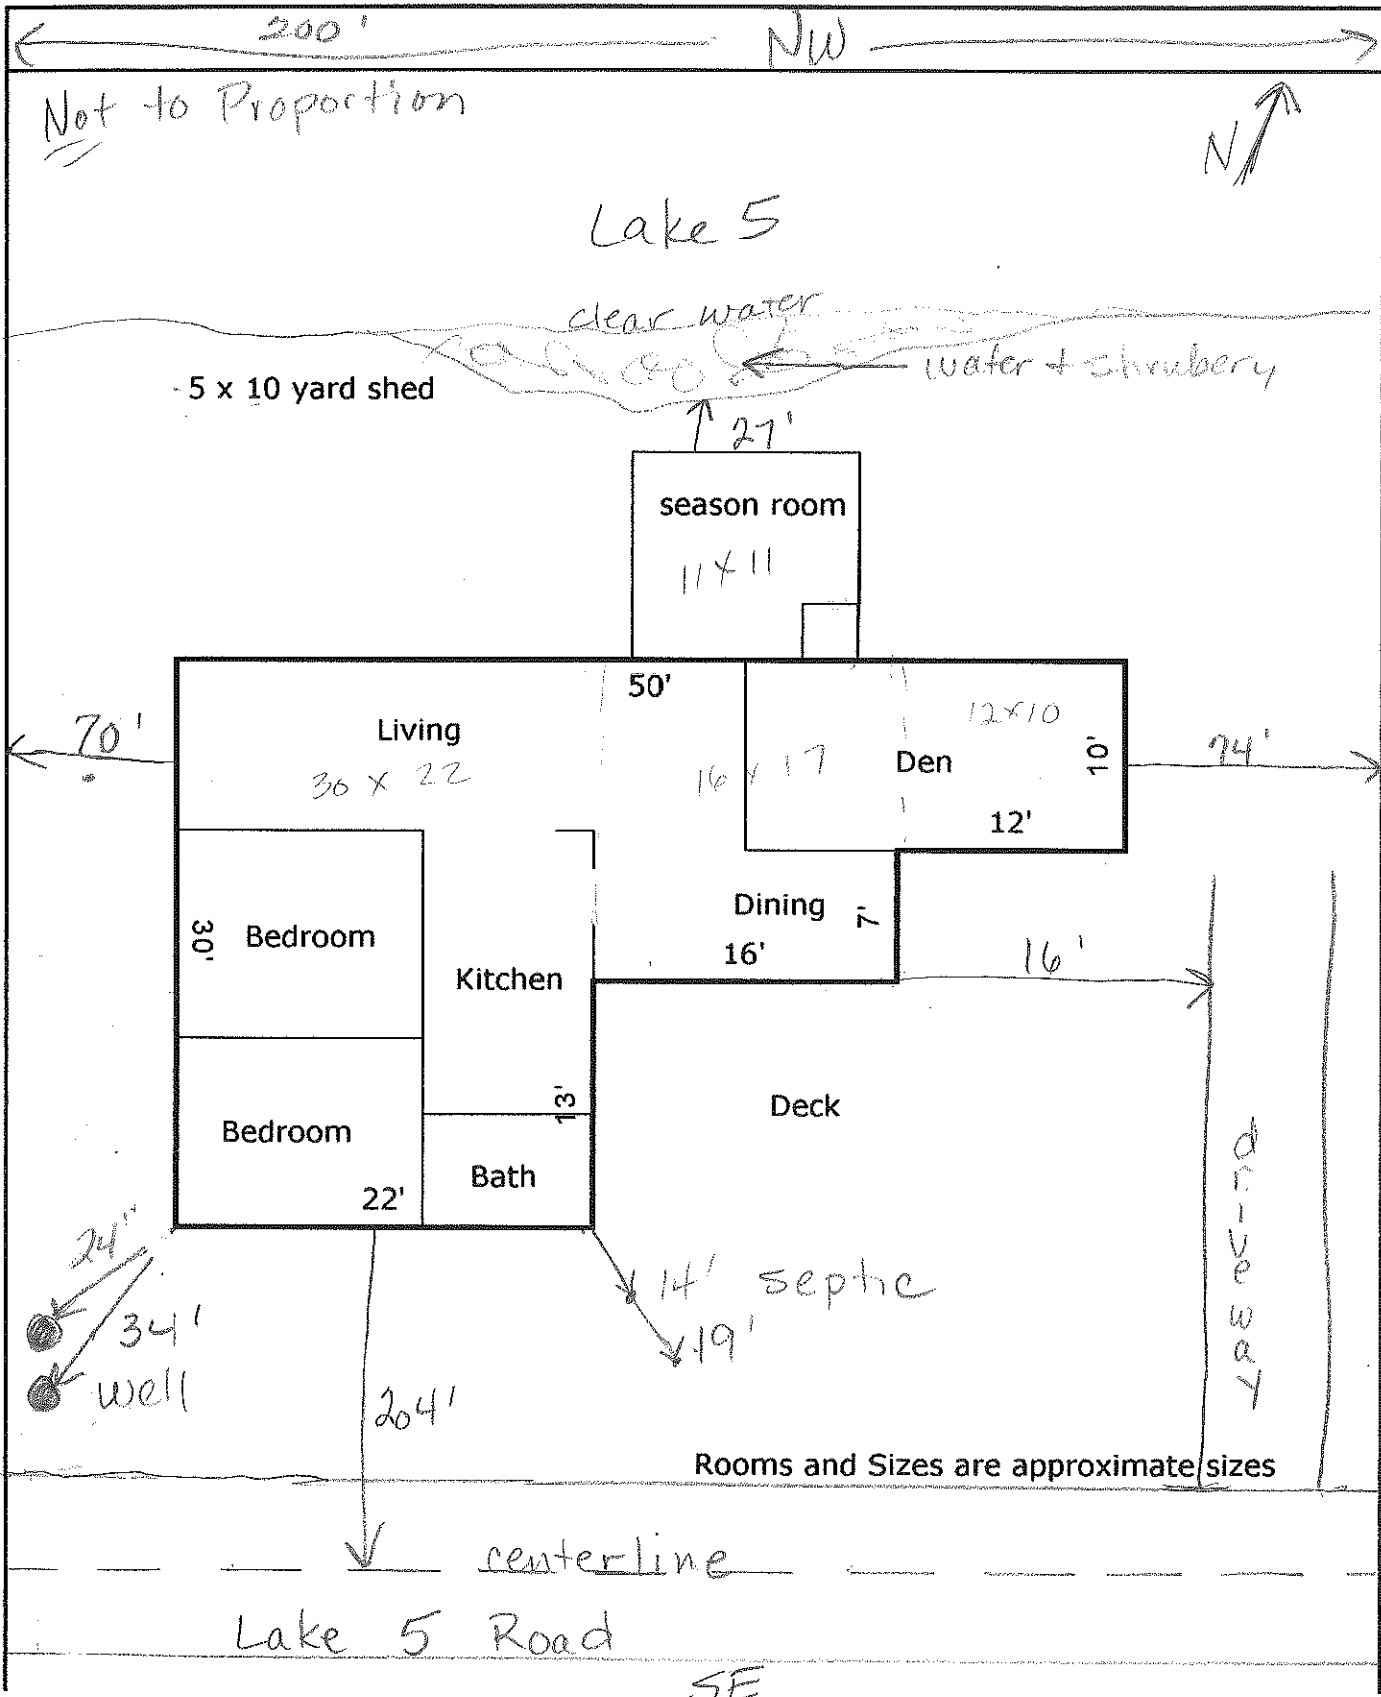 200' NW
Not to Proportion
N
Lake 5
clear water
5 x 10 yard shed
water + shrubery
27'
season room
11 x 11
50'
Living
30 x 22
16 x 17
12x10
Den
10'
12'
70'
74'
Bedroom
30'
Kitchen
Dining
7'
16'
16'
Bedroom
13'
Deck
22'
Bath
driveway
24"
34'
well
14' septic
19'
204'
Rooms and Sizes are approximate sizes
centerline
Lake 5 Road
SE